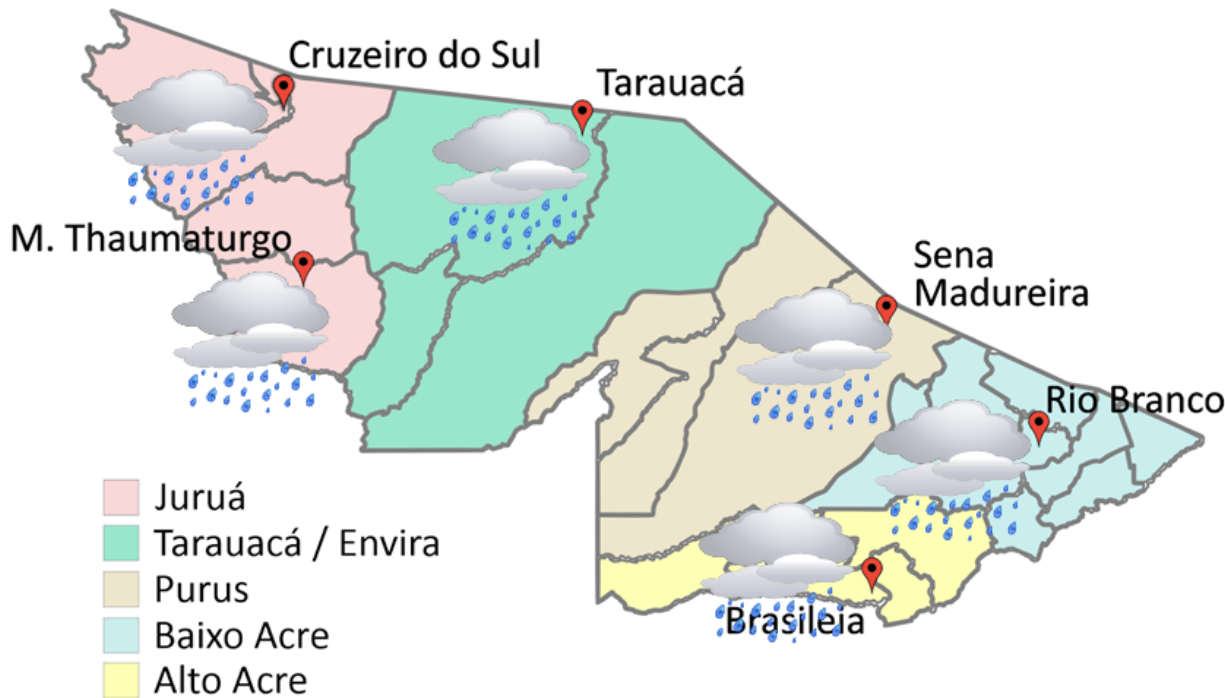 Cruzeiro do Sul
Tarauacá
M. Thaumaturgo
Sena
Madureira
Rio Branco
Brasileia
Juruá
Tarauacá / Envira
Purus
Baixo Acre
Alto Acre